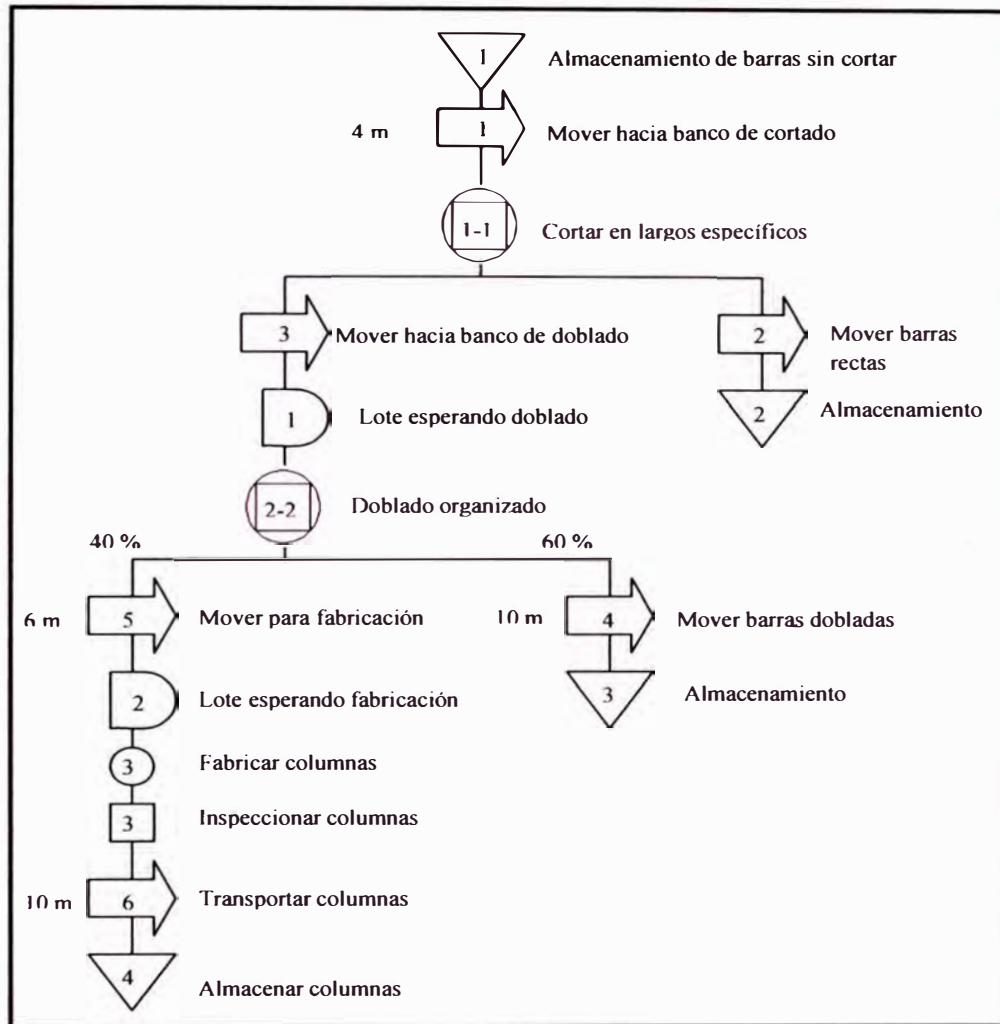 1 Almacenamiento de barras sin cortar
4 m 1 Mover hacia banco de cortado
1-1 Cortar en largos específicos
3 Mover hacia banco de doblado
2 Mover barras
rectas
1 Lote esperando doblado
2 Almacenamiento
2-2 Doblado organizado
40 % 60 %
6 m 5 Mover para fabricación
10 m 4 Mover barras dobladas
2 Lote esperando fabricación
3 Almacenamiento
3 Fabricar columnas
3 Inspeccionar columnas
10 m 6 Transportar columnas
4 Almacenar columnas